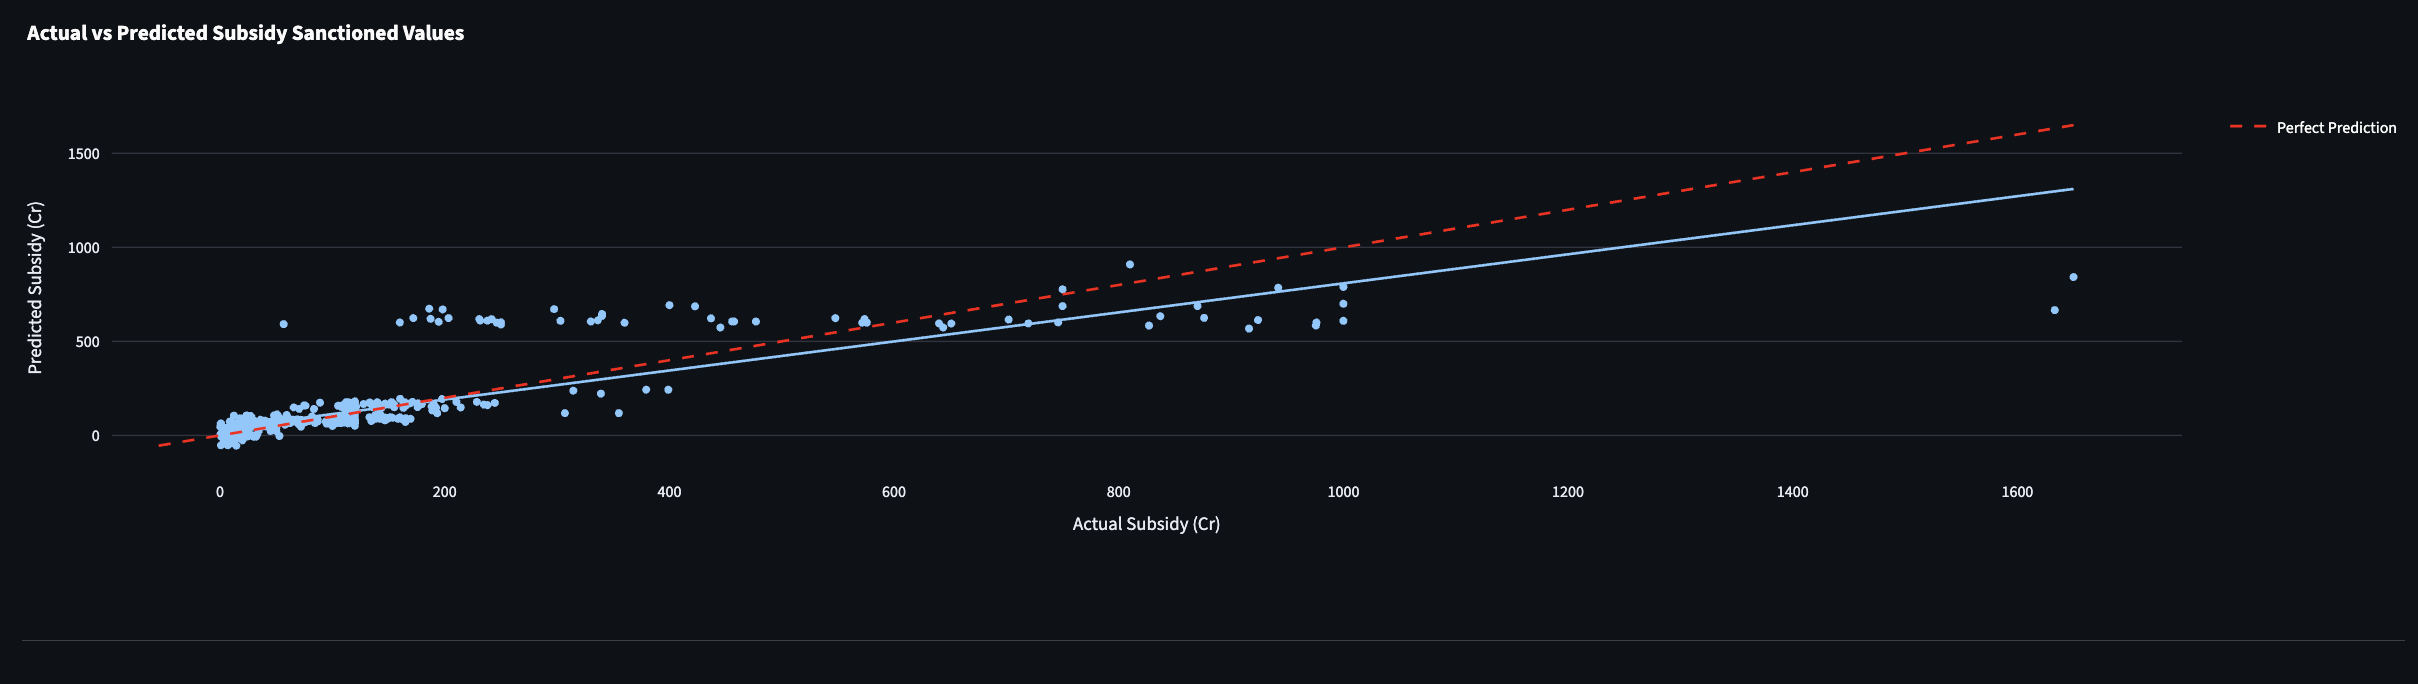 Actual vs Predicted Subsidy Sanctioned Values
Perfect Prediction
1500
1000
500
0
Predicted Subsidy (Cr)
0 200 400 600 800 1000 1200 1400 1600
Actual Subsidy (Cr)